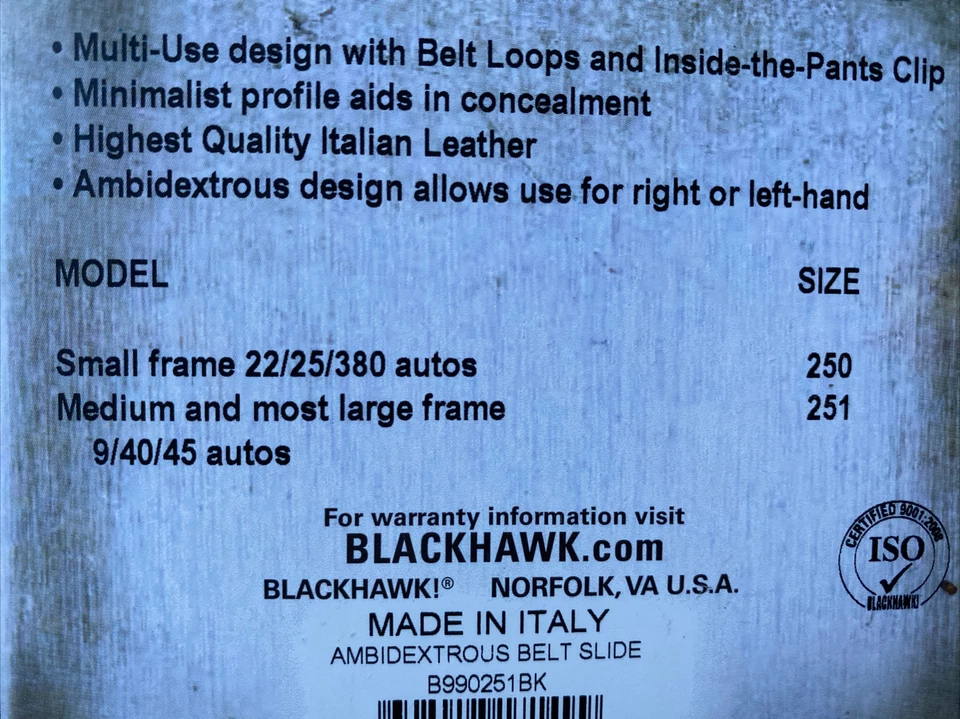 • Multi-Use design with Belt Loops and Inside-the-Pants Clip
• Minimalist profile aids in concealment
• Highest Quality Italian Leather
• Ambidextrous design allows use for right or left-hand
MODEL SIZE
Small frame 22/25/380 autos 250
Medium and most large frame 251
9/40/45 autos
For warranty information visit
BLACKHAWK.com
BLACKHAWK!® NORFOLK, VA U.S.A.
CERTIFIED 9001:2008
ISO
BLACKHAWK!
MADE IN ITALY
AMBIDEXTROUS BELT SLIDE
B990251BK